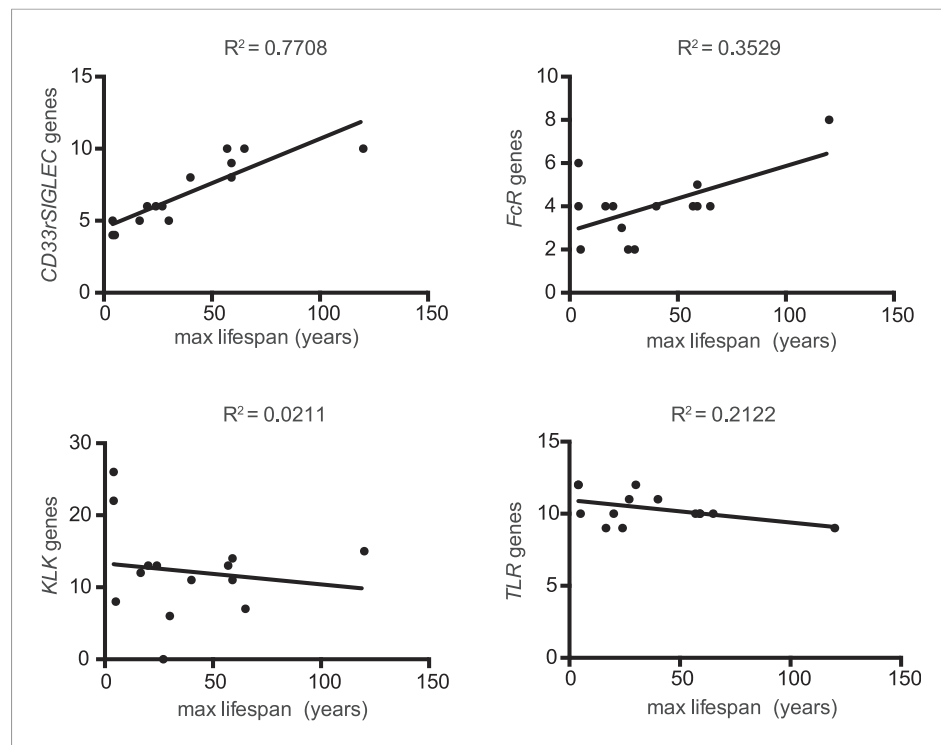 R² = 0.7708
15
10
5
0
CD33rSIGLEC genes
0 50 100 150
max lifespan (years)
R² = 0.3529
10
8
6
4
2
0
FcR genes
0 50 100 150
max lifespan (years)
R² = 0.0211
30
20
10
0
KLK genes
0 50 100 150
max lifespan (years)
R² = 0.2122
15
10
5
0
TLR genes
0 50 100 150
max lifespan (years)